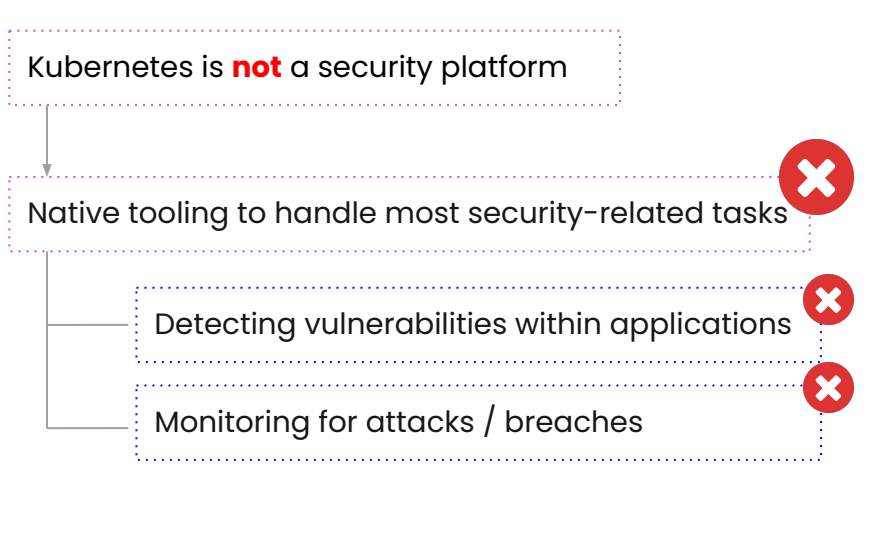 Kubernetes is not a security platform
Native tooling to handle most security-related tasks
Detecting vulnerabilities within applications
Monitoring for attacks / breaches